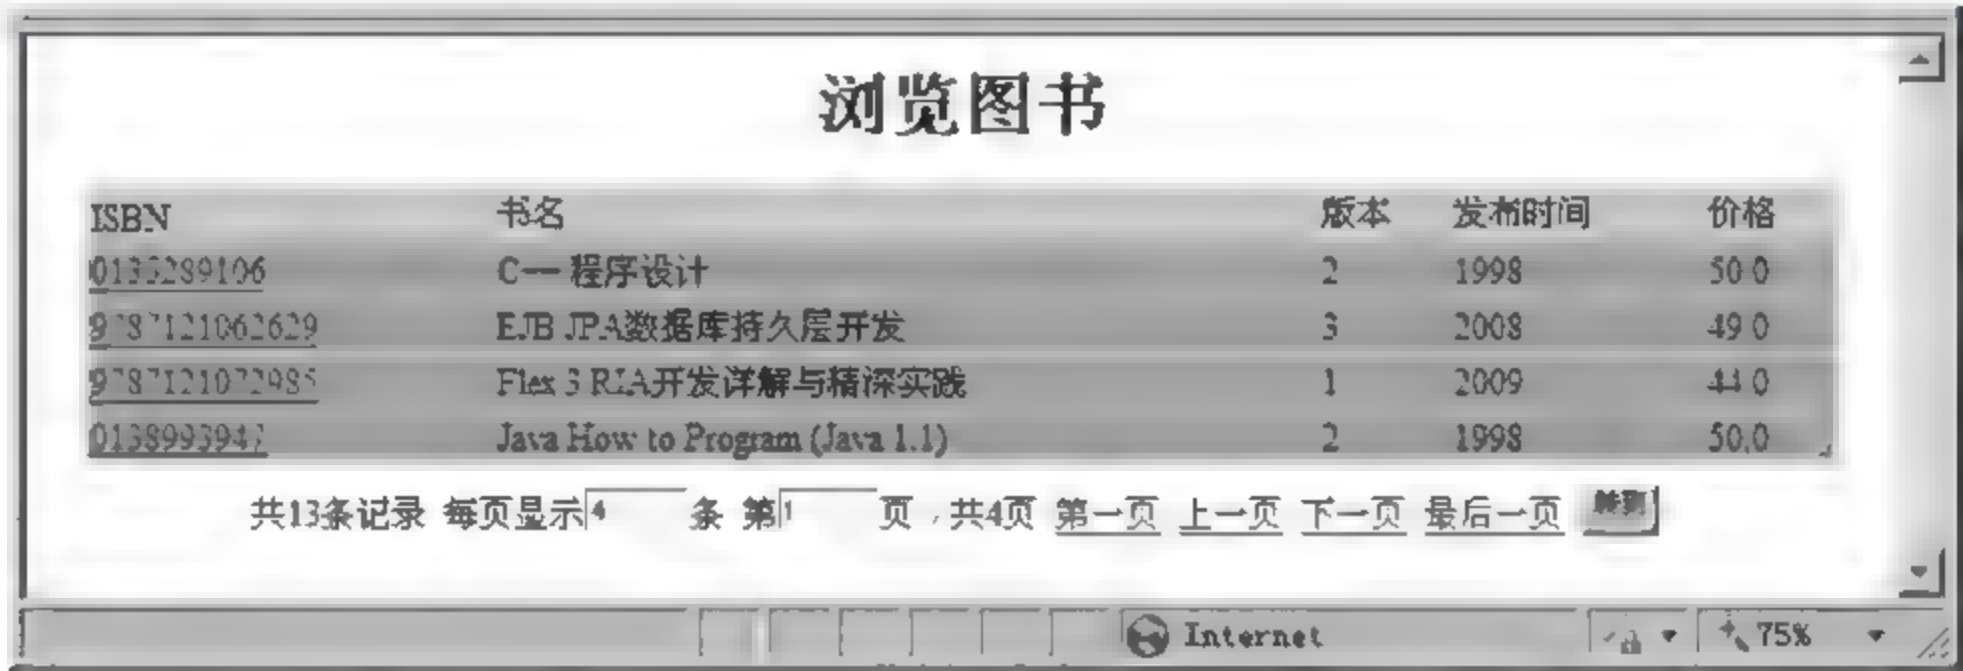 浏览图书
ISBN 书名 版本 发布时间 价格
C 程序设计 2 1998 50.0
9787121062629 EJB JPA数据库持久层开发 3 2008 49.0
9787121072985 Flex 3 RIA开发详解与精深实践 1 2009 44.0
Java How to Program (Java 1.1) 2 1998 50.0
共13条记录 每页显示4 条 第1 页，共4页 第一页 上一页 下一页 最后一页 转到
Internet 75%